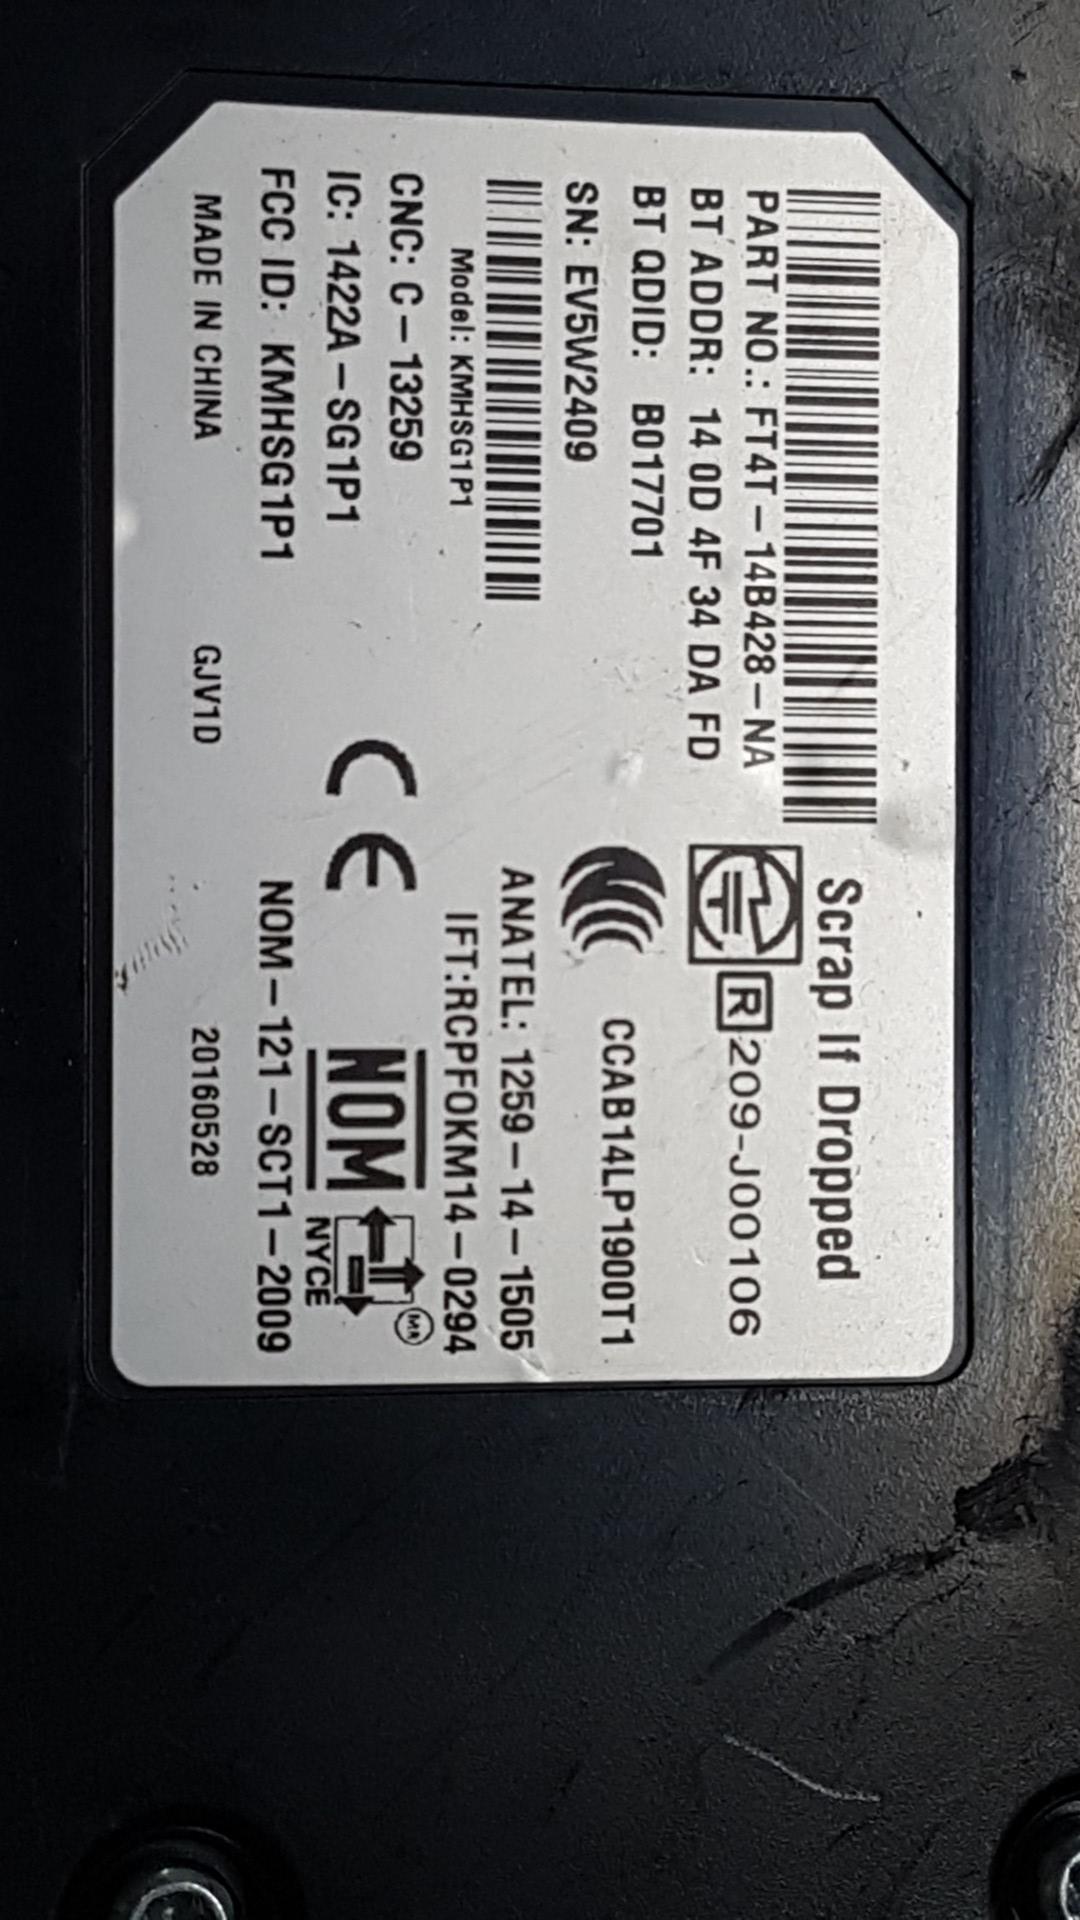 Scrap If Dropped
PART NO.: FT4T-14B428-NA
R 209-J00106
BT ADDR: 14 0D 4F 34 DA FD
BT QDID: B017701
CCAB14LP1900T1
SN: EV5W2409
ANATEL: 1259-14-1505
Model: KMHSG1P1
IFT:RCPFOKM14-0294
CNC: C-13259
IC: 1422A-SG1P1
CE
NOM
NYCE
MR
FCC ID: KMHSG1P1
NOM-121-SCT1-2009
MADE IN CHINA
GJV1D
20160528